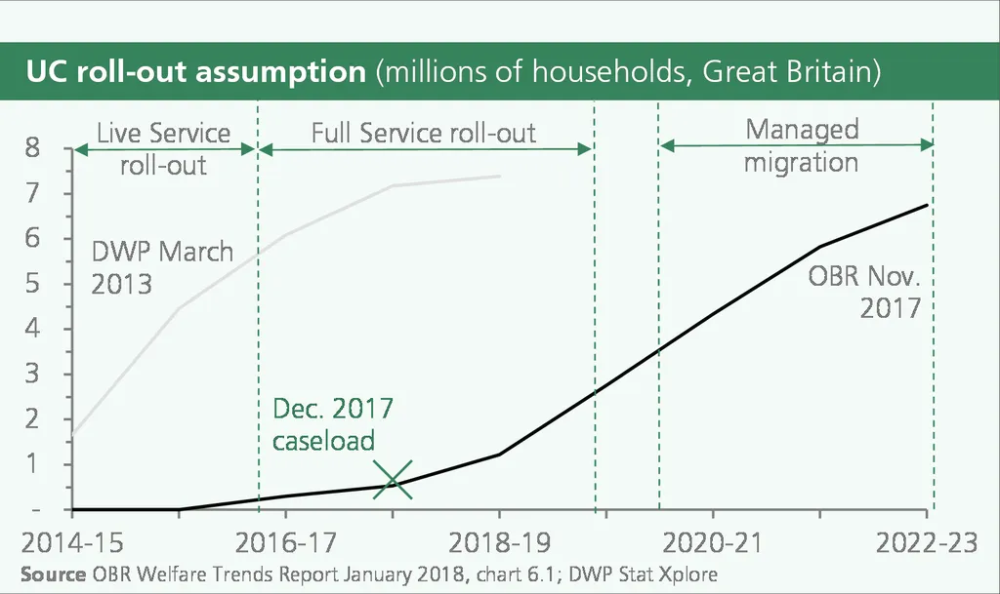 UC roll-out assumption (millions of households, Great Britain)
Live Service
roll-out
Full Service roll-out
Managed
migration
8
7
6
5
4
3
2
1
-
DWP March
2013
OBR Nov.
2017
Dec. 2017
caseload
2014-15
2016-17
2018-19
2020-21
2022-23
Source OBR Welfare Trends Report January 2018, chart 6.1; DWP Stat Xplore